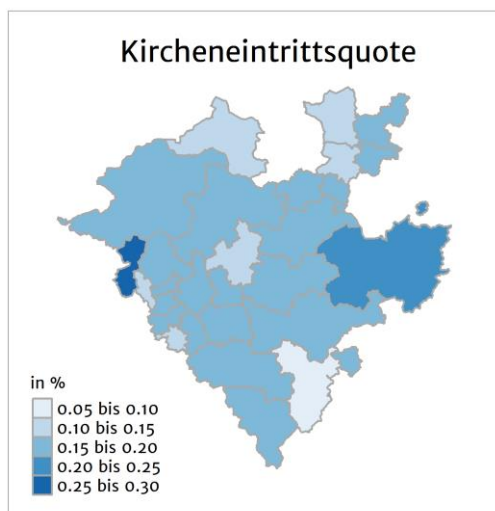 Kircheneintrittsquote
in %
0.05 bis 0.10
0.10 bis 0.15
0.15 bis 0.20
0.20 bis 0.25
0.25 bis 0.30